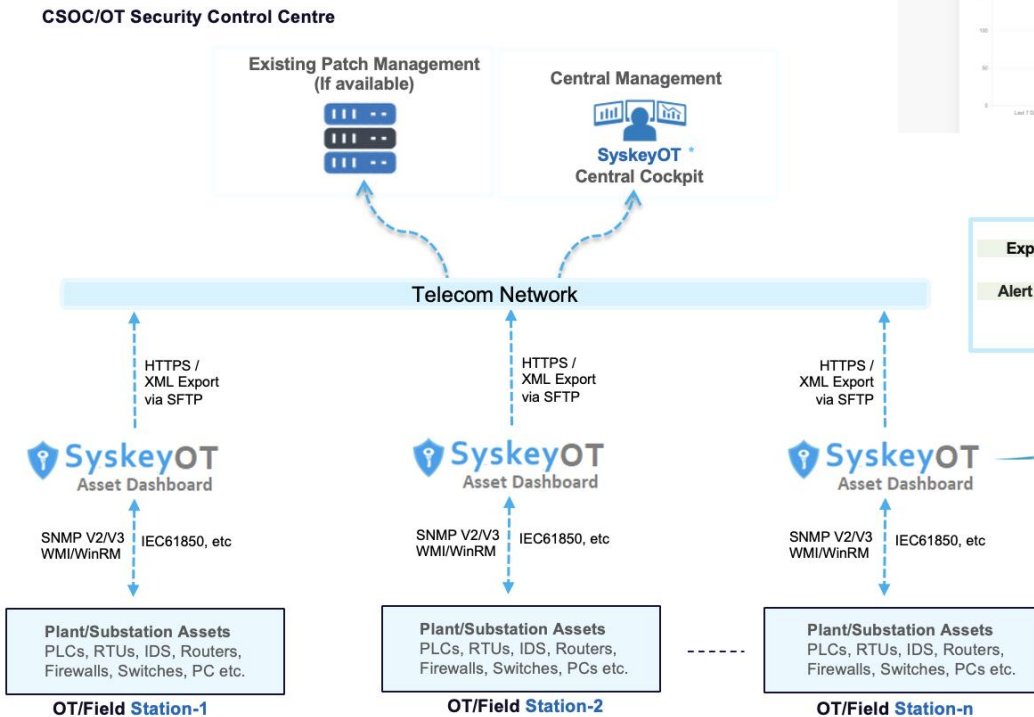 CSOC/OT Security Control Centre
Existing Patch Management
(If available)
Central Management
SyskeyOT *
Central Cockpit
100
50
0
Exp
Alert
Telecom Network
HTTPS /
XML Export
via SFTP
HTTPS /
XML Export
via SFTP
HTTPS /
XML Export
via SFTP
SyskeyOT
Asset Dashboard
SyskeyOT
Asset Dashboard
SyskeyOT
Asset Dashboard
SNMP V2/V3
WMI/WinRM
IEC61850, etc
SNMP V2/V3
WMI/WinRM
IEC61850, etc
SNMP V2/V3
WMI/WinRM
IEC61850, etc
Plant/Substation Assets
PLCs, RTUs, IDS, Routers,
Firewalls, Switches, PC etc.
OT/Field Station-1
Plant/Substation Assets
PLCs, RTUs, IDS, Routers,
Firewalls, Switches, PCs etc.
OT/Field Station-2
Plant/Substation Assets
PLCs, RTUs, IDS, Routers,
Firewalls, Switches, PCs etc.
OT/Field Station-n